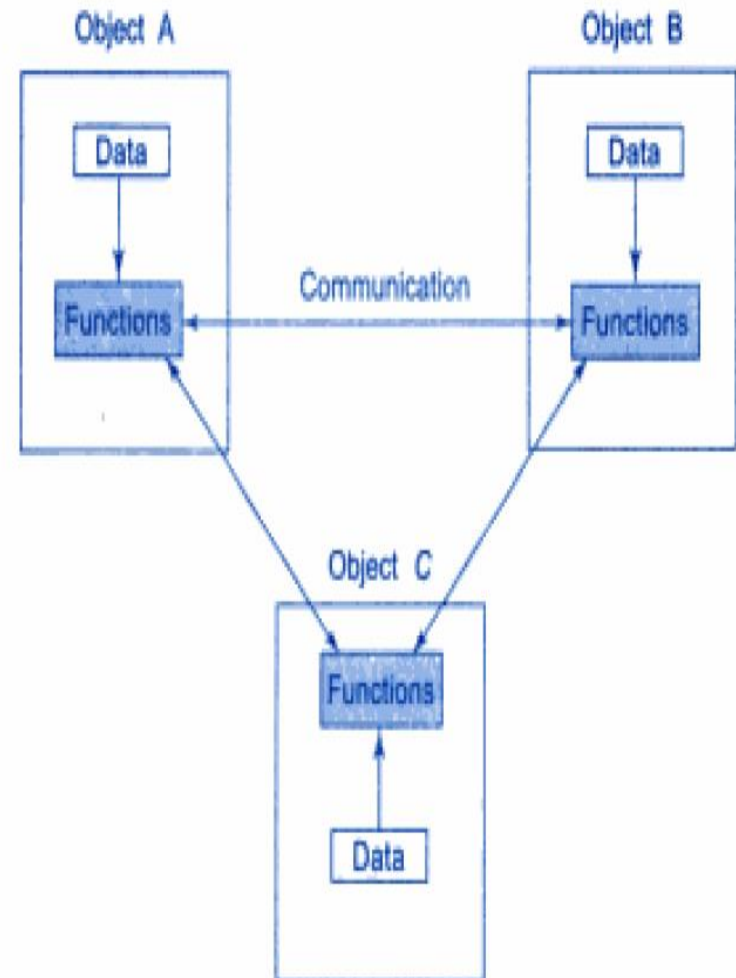 Object A
Object B
Data
Data
Communication
Functions
Functions
Object C
Functions
Data